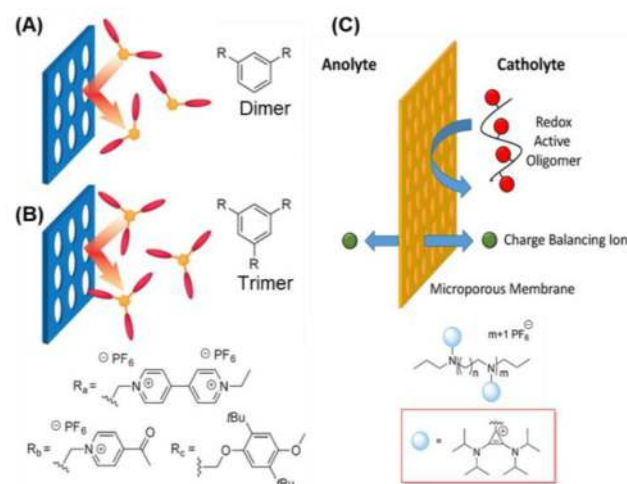 (A)
R
R
Dimer
(B)
R
R
R
Trimer
⊖ PF6
⊖ PF6
Ra =
N
⊕
⊕
N
⊖ PF6
Rb =
N
⊕
O
Rc =
O
tBu
O
tBu
(C)
Anolyte
Catholyte
Redox
Active
Oligomer
Charge Balancing Ion
Microporous Membrane
m+1 PF6⊖
N
n
N
m
=
⊕
N
N